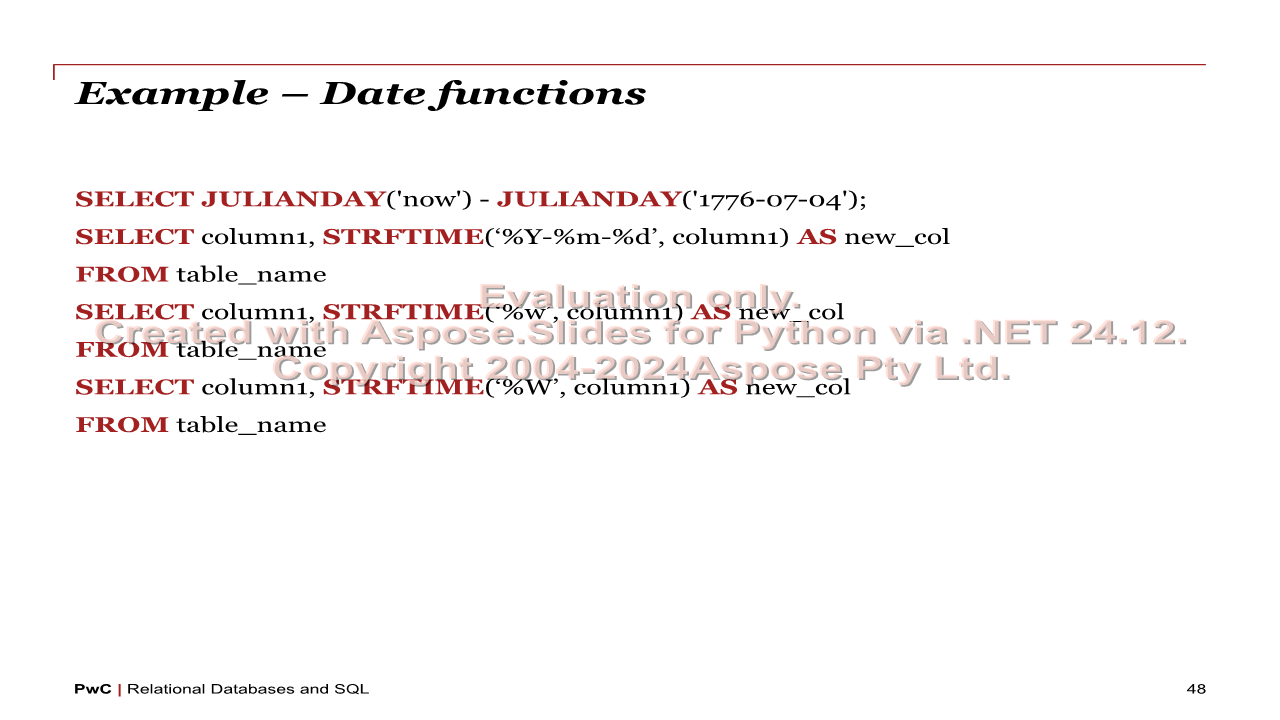 Example – Date functions
SELECT JULIANDAY('now') - JULIANDAY('1776-07-04');
SELECT column1, STRFTIME(‘%Y-%m-%d’, column1) AS new_col
FROM table_name
Evaluation only.
SELECT column1, STRFTIME(‘%w’, column1) AS new_col
Created with Aspose.Slides for Python via .NET 24.12.
FROM table_name
Copyright 2004-2024Aspose Pty Ltd.
SELECT column1, STRFTIME(‘%W’, column1) AS new_col
FROM table_name
PwC | Relational Databases and SQL
48